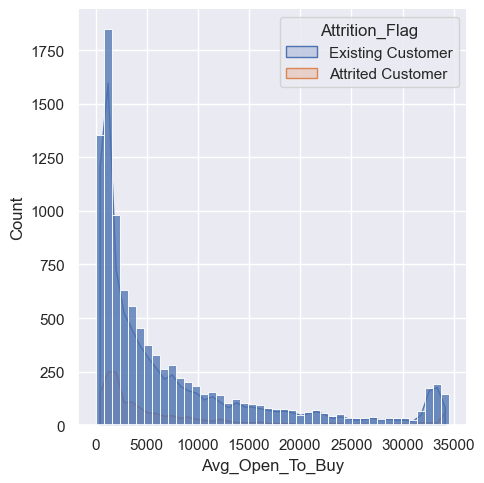 Attrition_Flag
Existing Customer
Attrited Customer
1750
1500
1250
1000
750
500
250
0
Count
0 5000 10000 15000 20000 25000 30000 35000
Avg_Open_To_Buy